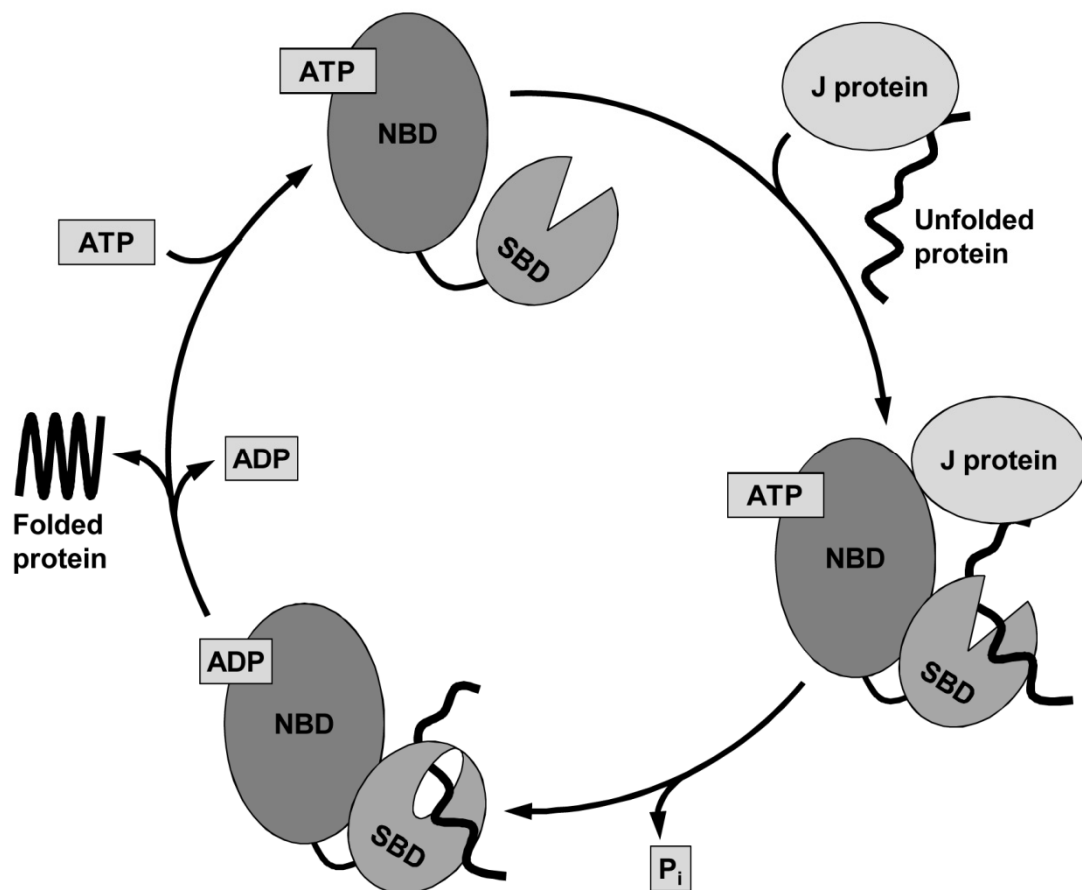 ATP
NBD
SBD
J protein
Unfolded
protein
ATP
J protein
NBD
SBD
Pi
ADP
NBD
SBD
Folded
protein
ADP
ATP